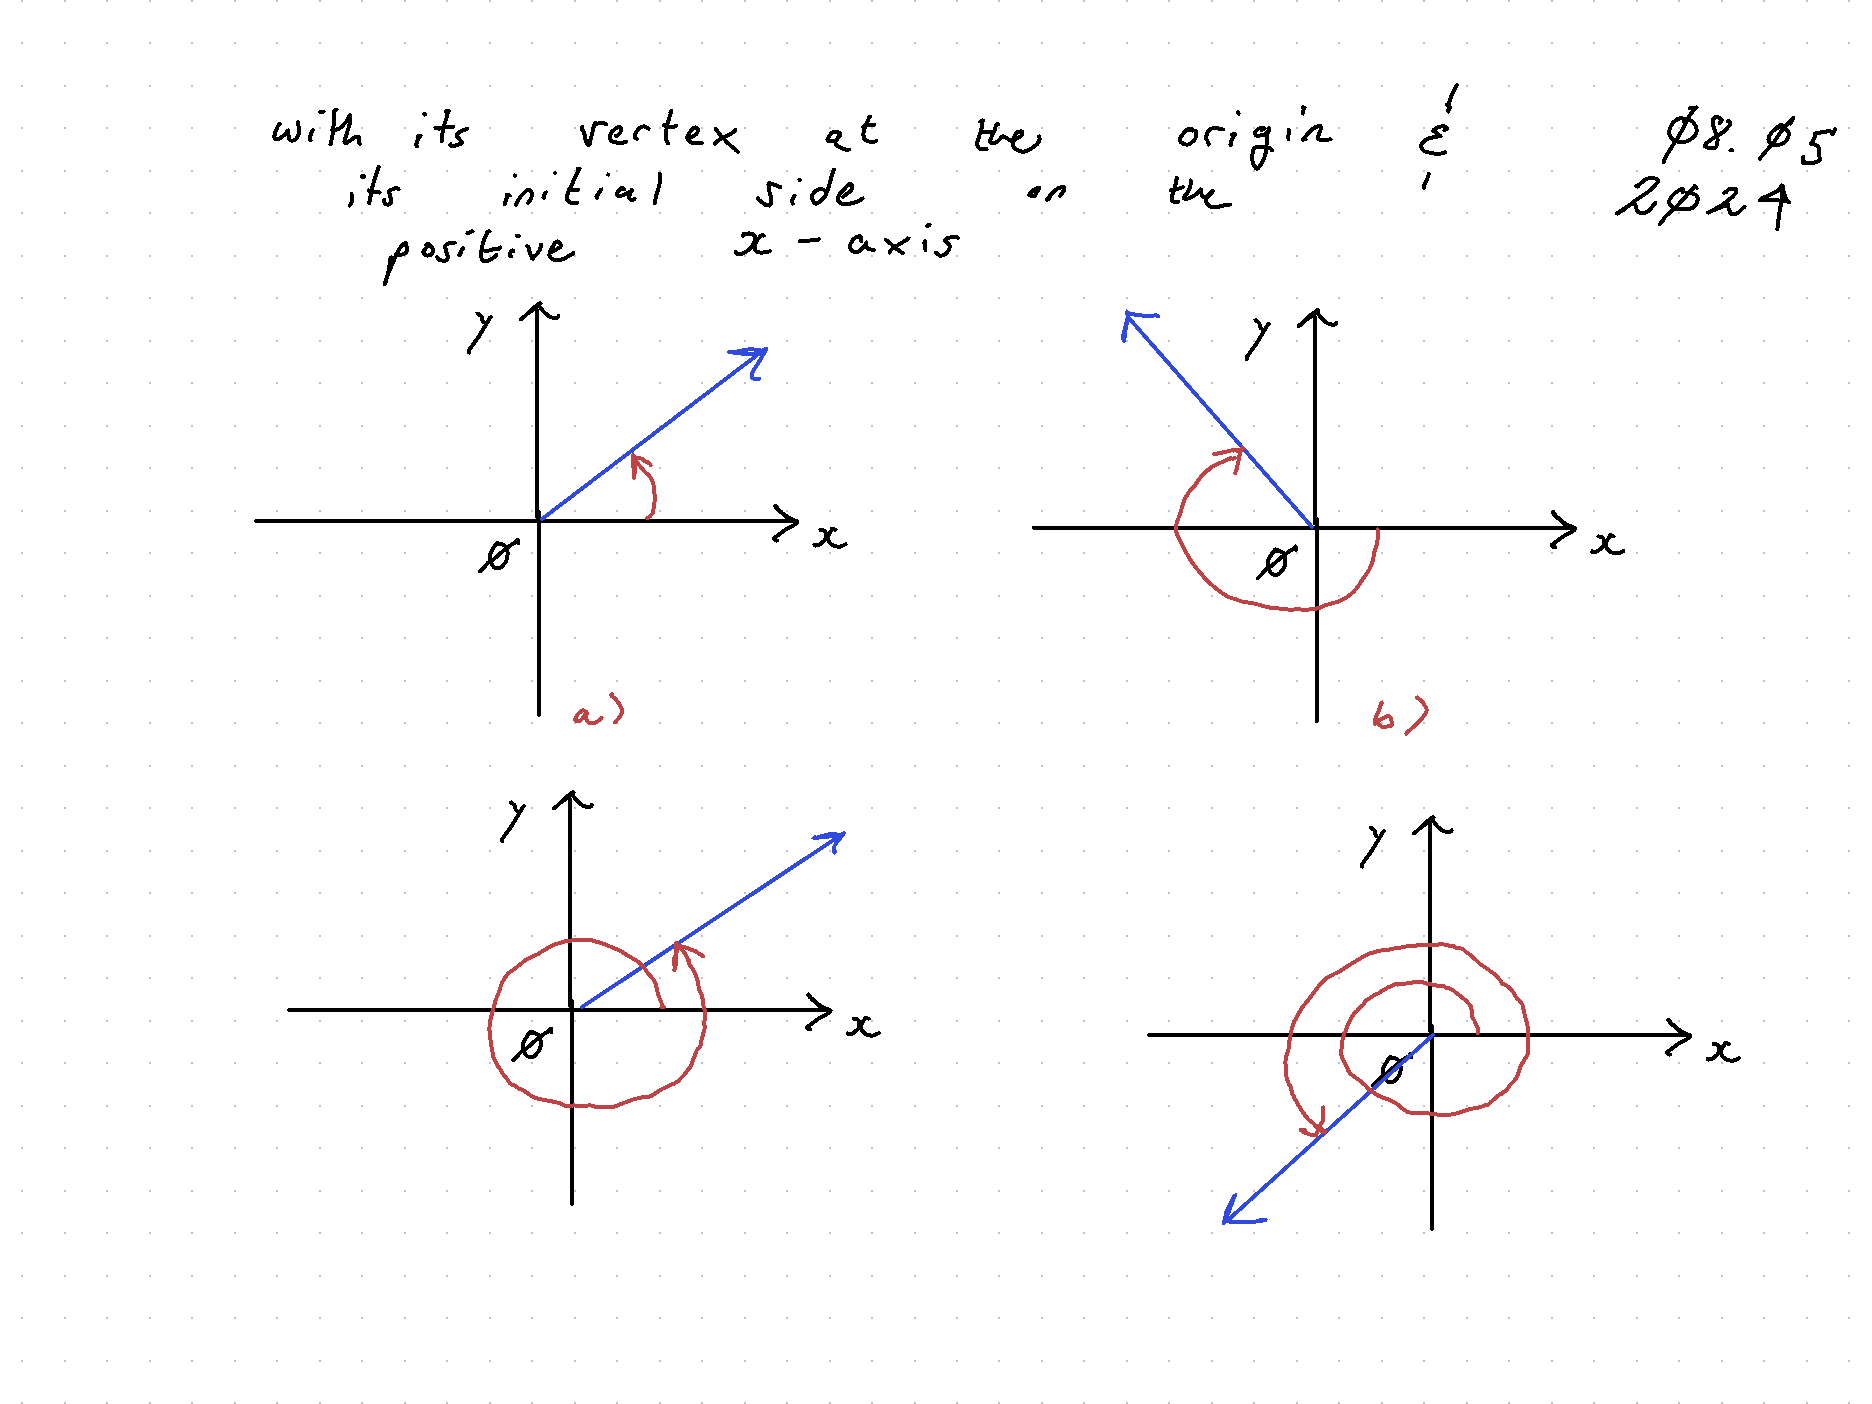 with its vertex at the origin & Ø8.Ø5
its initial side on the 2Ø24
positive x - axis
y
x
Ø
a)
y
x
Ø
b)
y
x
Ø
y
x
Ø